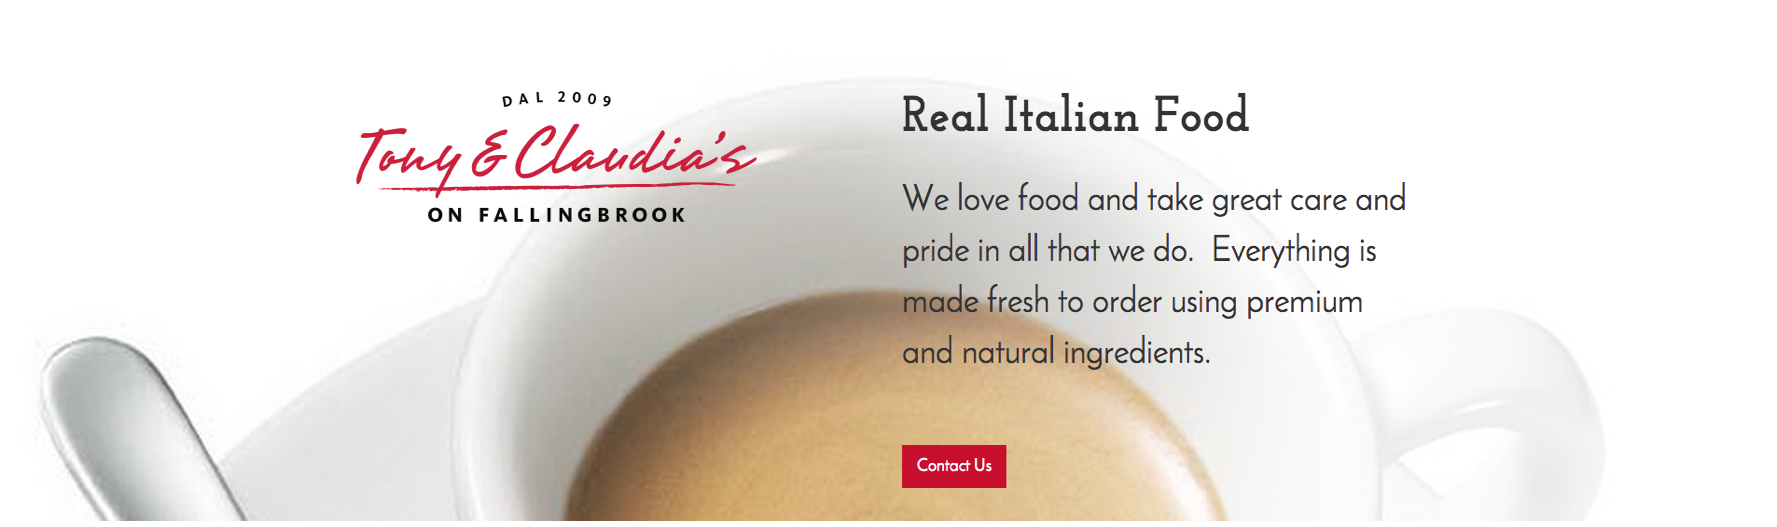 DAL 2009
Tony & Claudia's
ON FALLINGBROOK
Real Italian Food
We love food and take great care and
pride in all that we do.  Everything is
made fresh to order using premium
and natural ingredients.
Contact Us